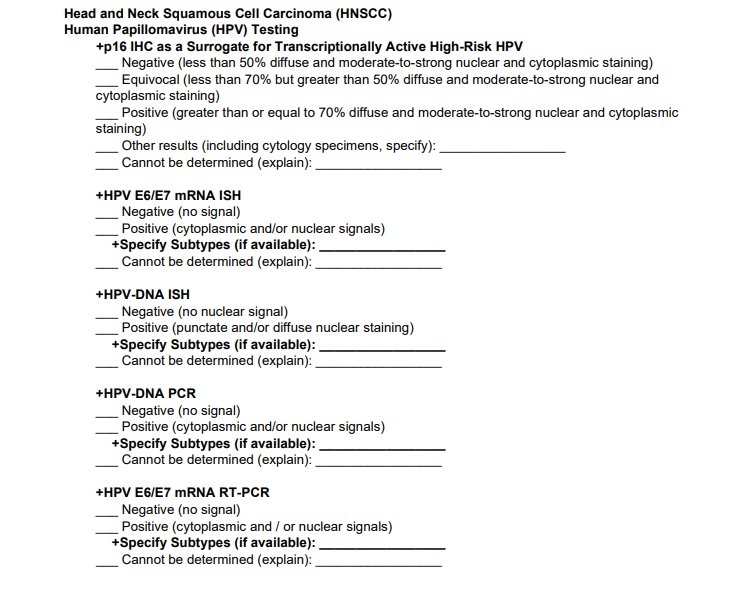 Head and Neck Squamous Cell Carcinoma (HNSCC)
Human Papillomavirus (HPV) Testing
+p16 IHC as a Surrogate for Transcriptionally Active High-Risk HPV
___ Negative (less than 50% diffuse and moderate-to-strong nuclear and cytoplasmic staining)
___ Equivocal (less than 70% but greater than 50% diffuse and moderate-to-strong nuclear and
cytoplasmic staining)
___ Positive (greater than or equal to 70% diffuse and moderate-to-strong nuclear and cytoplasmic
staining)
___ Other results (including cytology specimens, specify): _________________
___ Cannot be determined (explain): _________________
+HPV E6/E7 mRNA ISH
___ Negative (no signal)
___ Positive (cytoplasmic and/or nuclear signals)
+Specify Subtypes (if available): _________________
___ Cannot be determined (explain): _________________
+HPV-DNA ISH
___ Negative (no nuclear signal)
___ Positive (punctate and/or diffuse nuclear staining)
+Specify Subtypes (if available): _________________
___ Cannot be determined (explain): _________________
+HPV-DNA PCR
___ Negative (no signal)
___ Positive (cytoplasmic and/or nuclear signals)
+Specify Subtypes (if available): _________________
___ Cannot be determined (explain): _________________
+HPV E6/E7 mRNA RT-PCR
___ Negative (no signal)
___ Positive (cytoplasmic and / or nuclear signals)
+Specify Subtypes (if available): _________________
___ Cannot be determined (explain): _________________